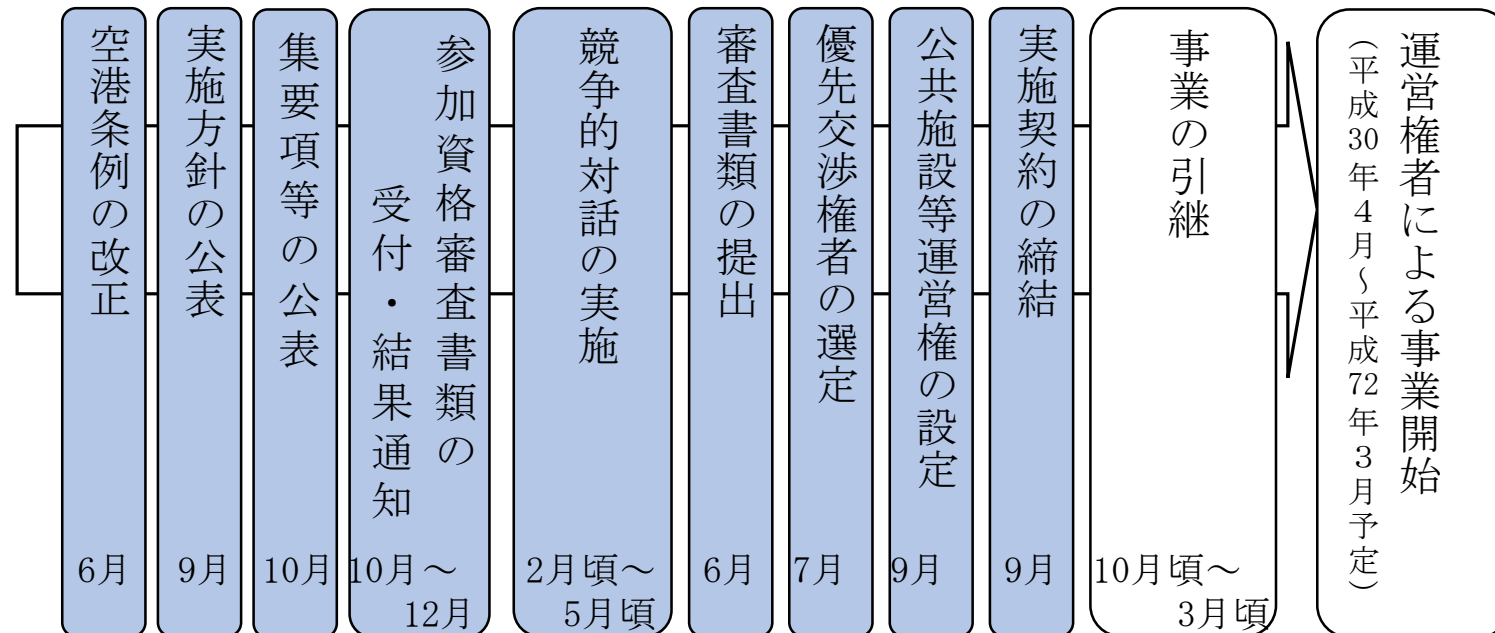 空港条例の改正
6月
実施方針の公表
9月
集要項等の公表
10月
参加資格審査書類の
受付・結果通知
10月～
12月
競争的対話の実施
2月頃～
5月頃
審査書類の提出
6月
優先交渉権者の選定
7月
公共施設等運営権の設定
9月
実施契約の締結
9月
事業の引継
10月頃～
3月頃
運営権者による事業開始
（平成30年４月～平成72年３月予定）